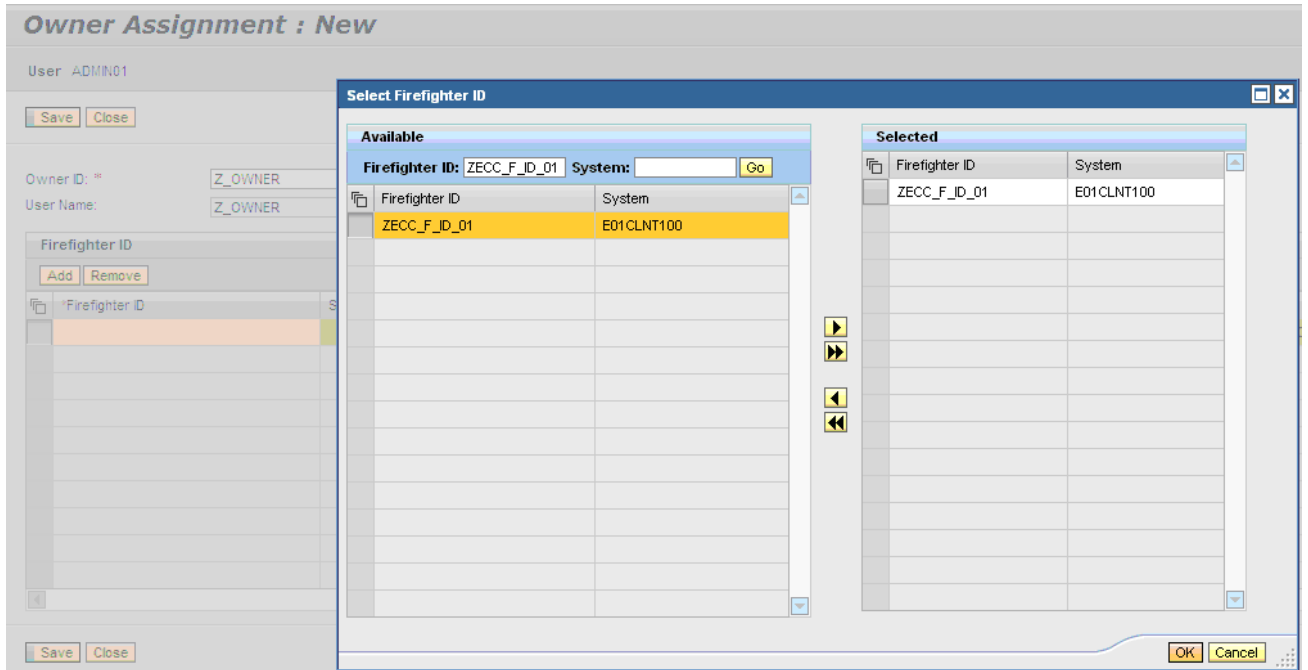 Owner Assignment : New
User ADMIN01
Save Close
Owner ID: * Z_OWNER
User Name: Z_OWNER
Firefighter ID
Add Remove
*Firefighter ID S
Save Close
Select Firefighter ID
Available
Firefighter ID: ZECC_F_ID_01 System: Go
Firefighter ID System
ZECC_F_ID_01 E01CLNT100
Selected
Firefighter ID System
ZECC_F_ID_01 E01CLNT100
OK Cancel